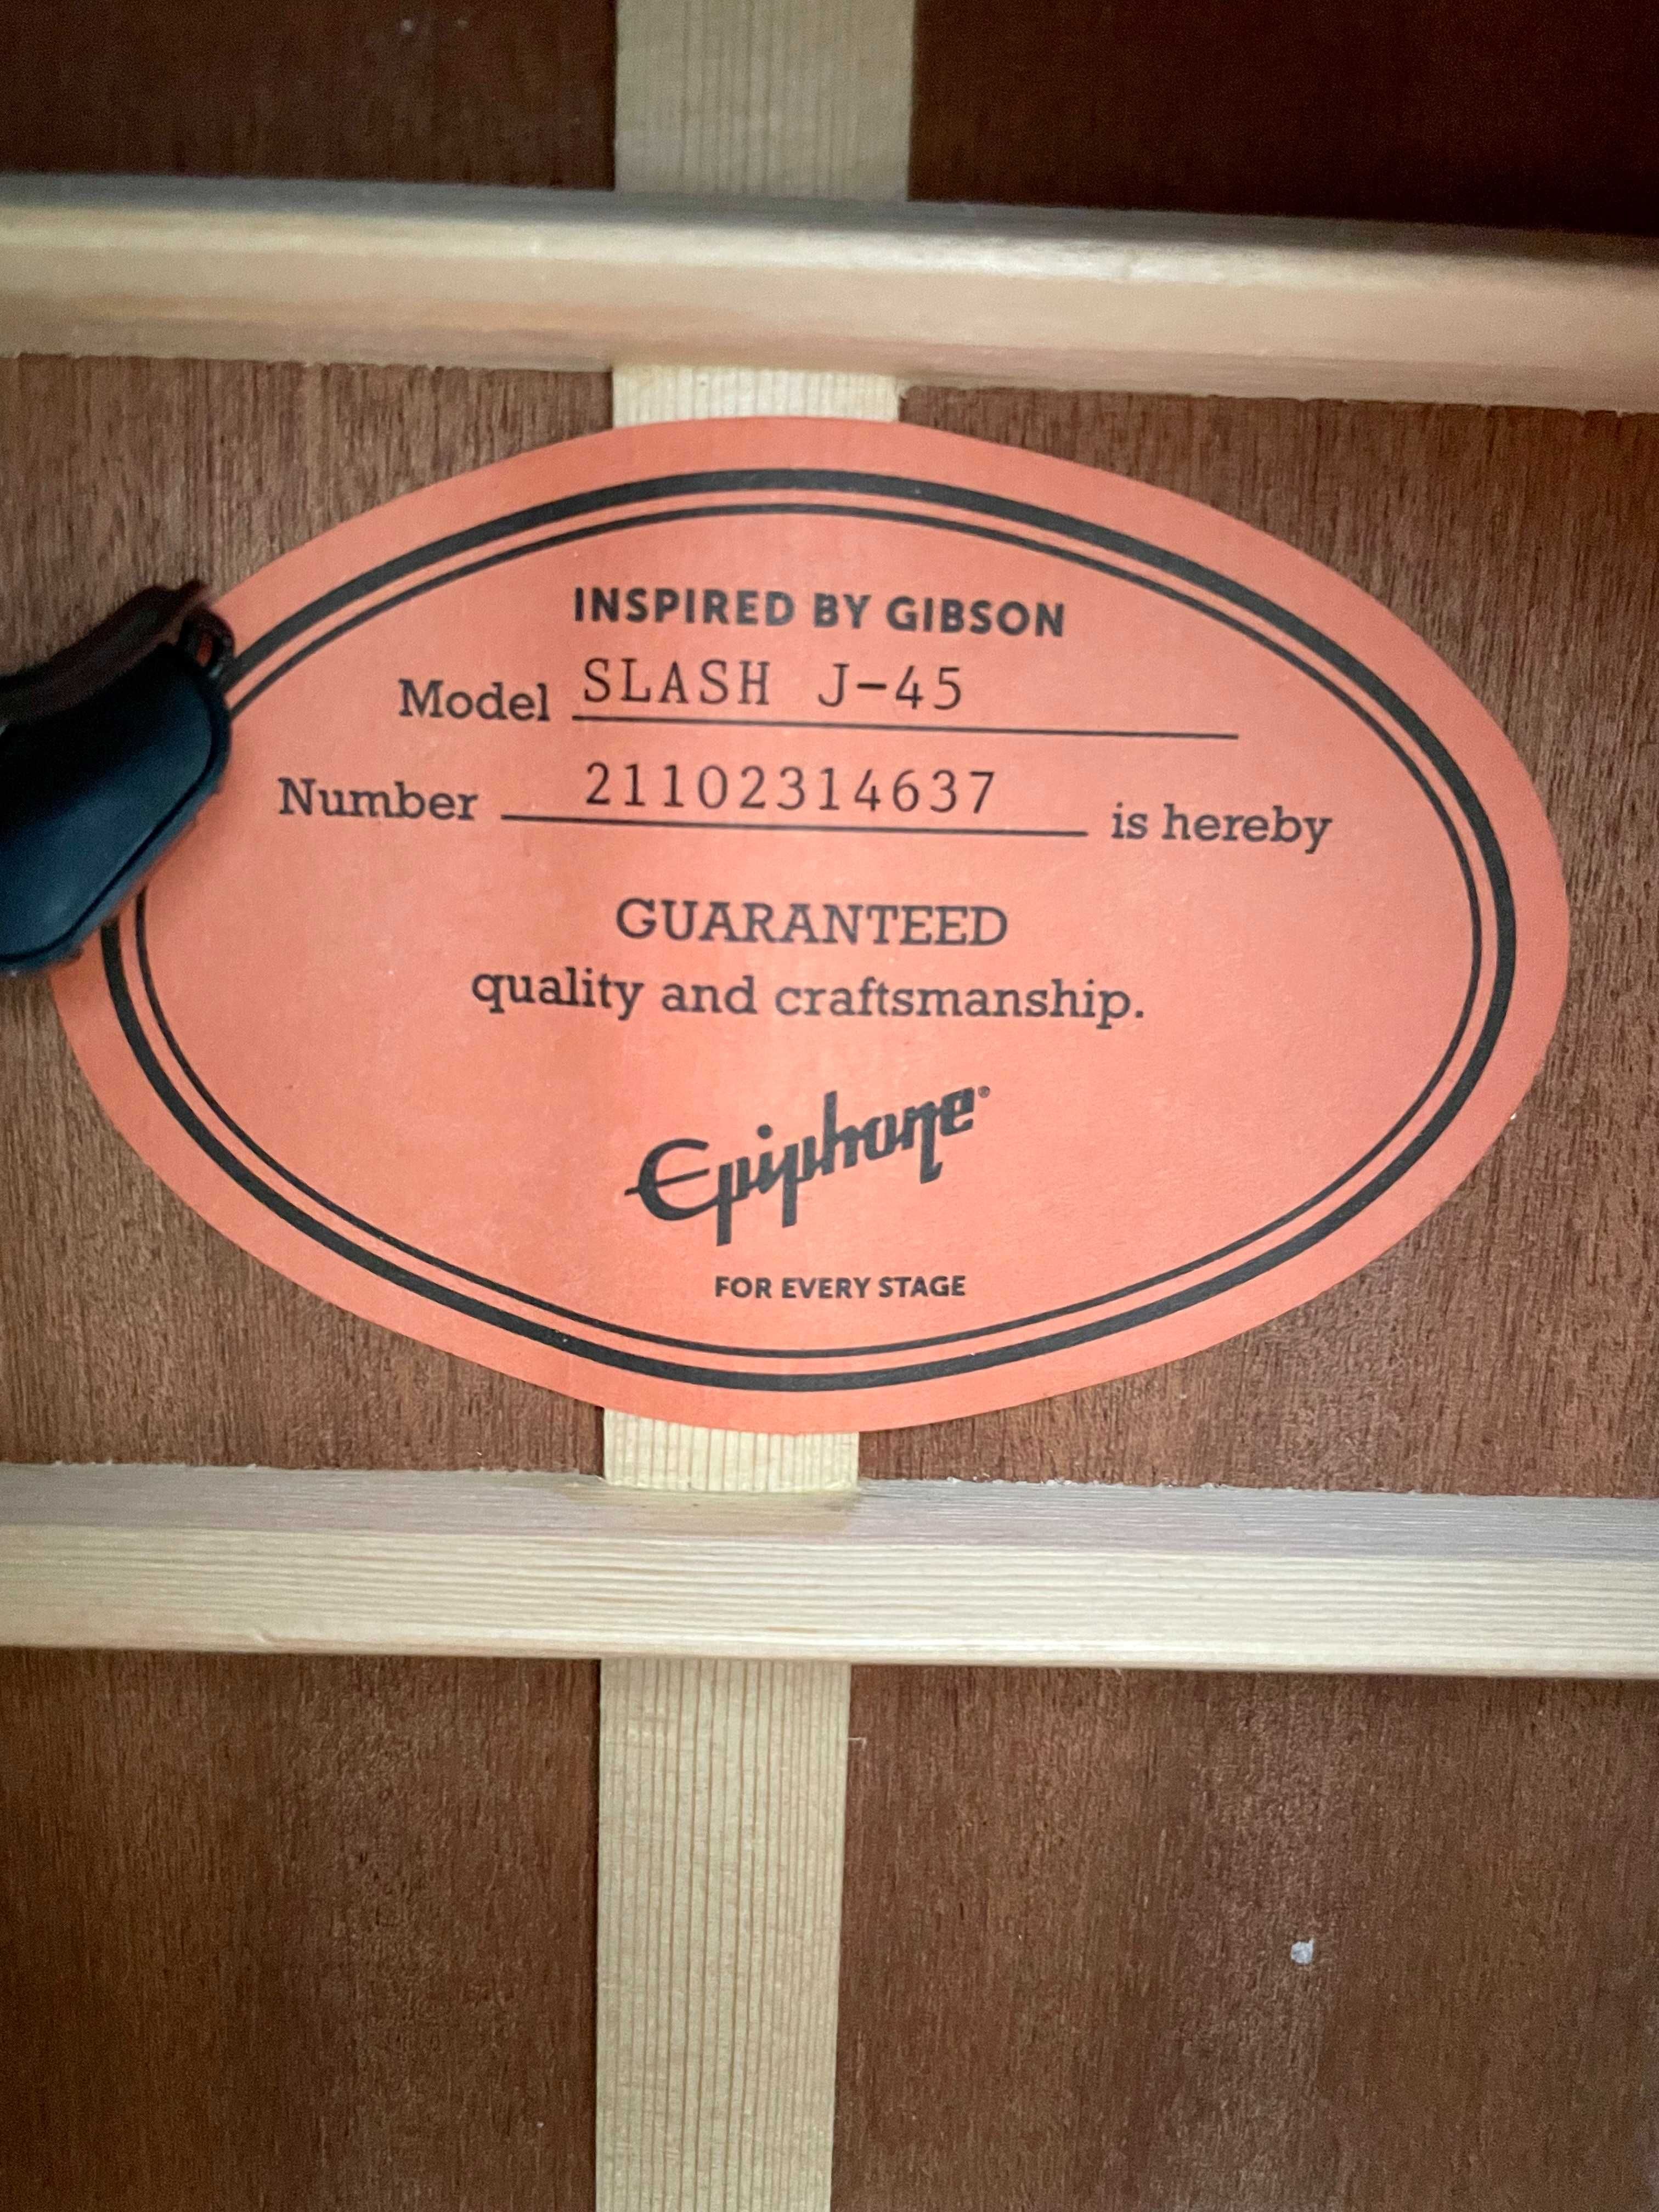 INSPIRED BY GIBSON
Model SLASH J-45
Number 21102314637 is hereby
GUARANTEED
quality and craftsmanship.
Epiphone®
FOR EVERY STAGE